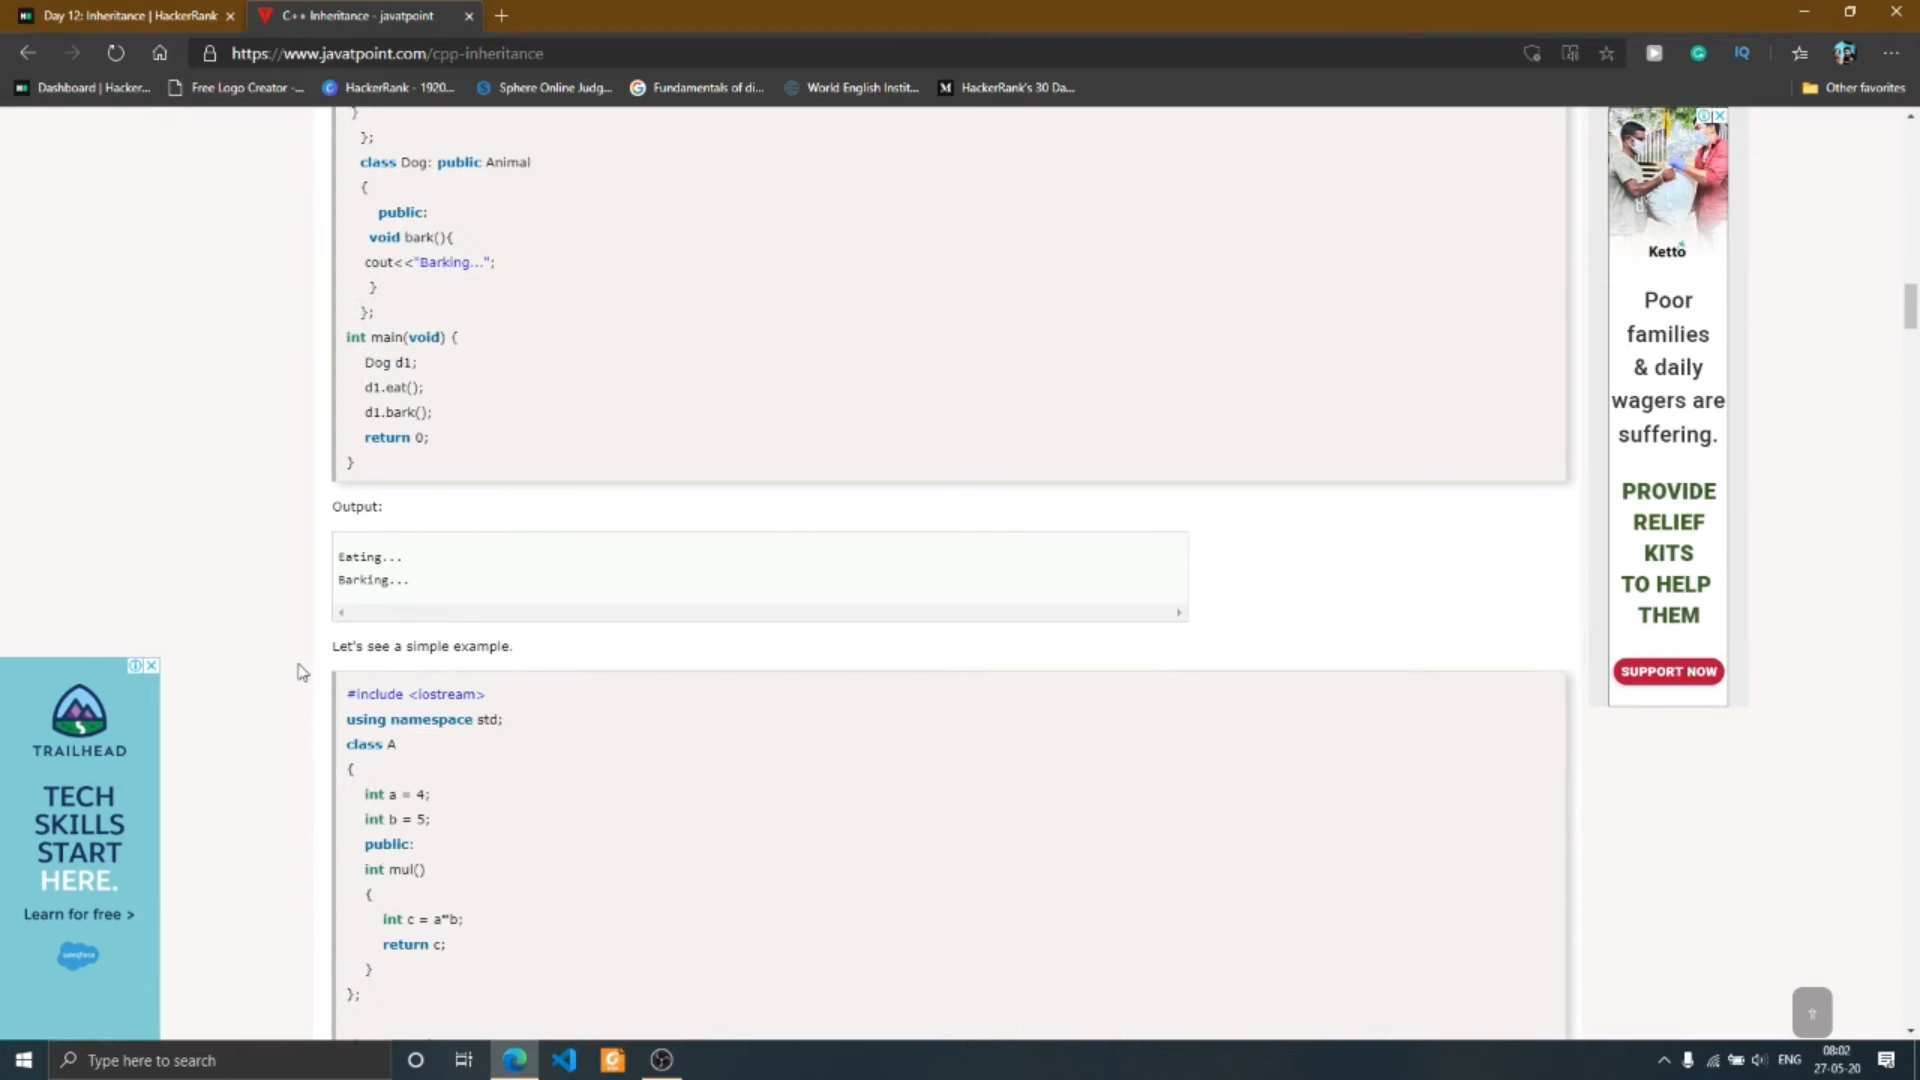 Day 12: Inheritance | HackerRank
C++ Inheritance - javatpoint
https://www.javatpoint.com/cpp-inheritance
IQ
Dashboard | Hacker...
Free Logo Creator -...
HackerRank - 1920...
Sphere Online Judg...
Fundamentals of di...
World English Instit...
M HackerRank's 30 Da...
Other favorites
}
};
class Dog: public Animal
{
public:
void bark(){
cout<<"Barking...";
}
};
int main(void) {
Dog d1;
d1.eat();
d1.bark();
return 0;
}
Output:
Eating...
Barking...
Let's see a simple example.
#include <iostream>
using namespace std;
class A
{
int a = 4;
int b = 5;
public:
int mul()
{
int c = a*b;
return c;
}
};
Ketto
Poor
families
& daily
wagers are
suffering.
PROVIDE
RELIEF
KITS
TO HELP
THEM
SUPPORT NOW
TRAILHEAD
TECH
SKILLS
START
HERE.
Learn for free >
salesforce
Type here to search
ENG
08:02
27-05-20